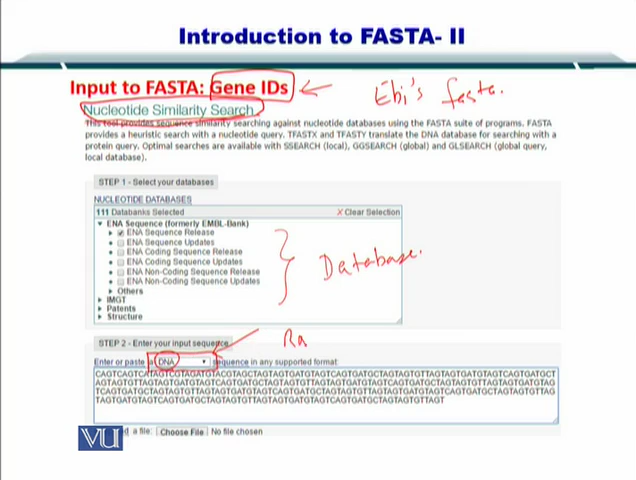 Introduction to FASTA- II
Input to FASTA: Gene IDs
Ebi's fasta.
Nucleotide Similarity Search
This tool provides sequence similarity searching against nucleotide databases using the FASTA suite of programs. FASTA
provides a heuristic search with a nucleotide query. TFASTX and TFASTY translate the DNA database for searching with a
protein query. Optimal searches are available with SSEARCH (local), GGSEARCH (global) and GLSEARCH (global query,
local database).
STEP 1 - Select your databases
NUCLEOTIDE DATABASES
111 Databanks Selected X Clear Selection
ENA Sequence (formerly EMBL-Bank)
ENA Sequence Release
ENA Sequence Updates
ENA Coding Sequence Release
ENA Coding Sequence Updates
ENA Non-Coding Sequence Release
ENA Non-Coding Sequence Updates
Others
IMGT
Patents
Structure
Database.
STEP 2 - Enter your input sequence
Ra
Enter or paste a DNA sequence in any supported format:
VU a file: Choose File No file chosen